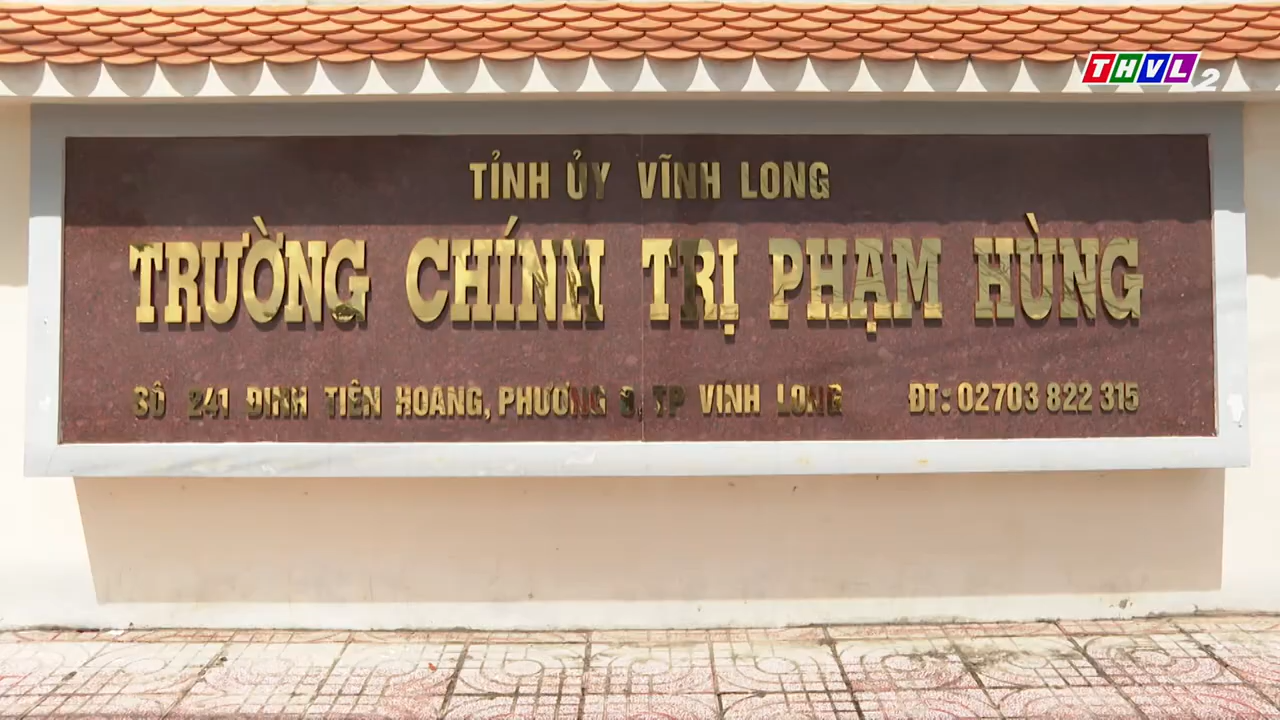 THVL2
TỈNH ỦY VĨNH LONG
TRƯỜNG CHÍNH TRỊ PHẠM HÙNG
SỐ 241 ĐINH TIÊN HOÀNG, PHƯỜNG 8, TP VĨNH LONG ĐT: 02703 822 315